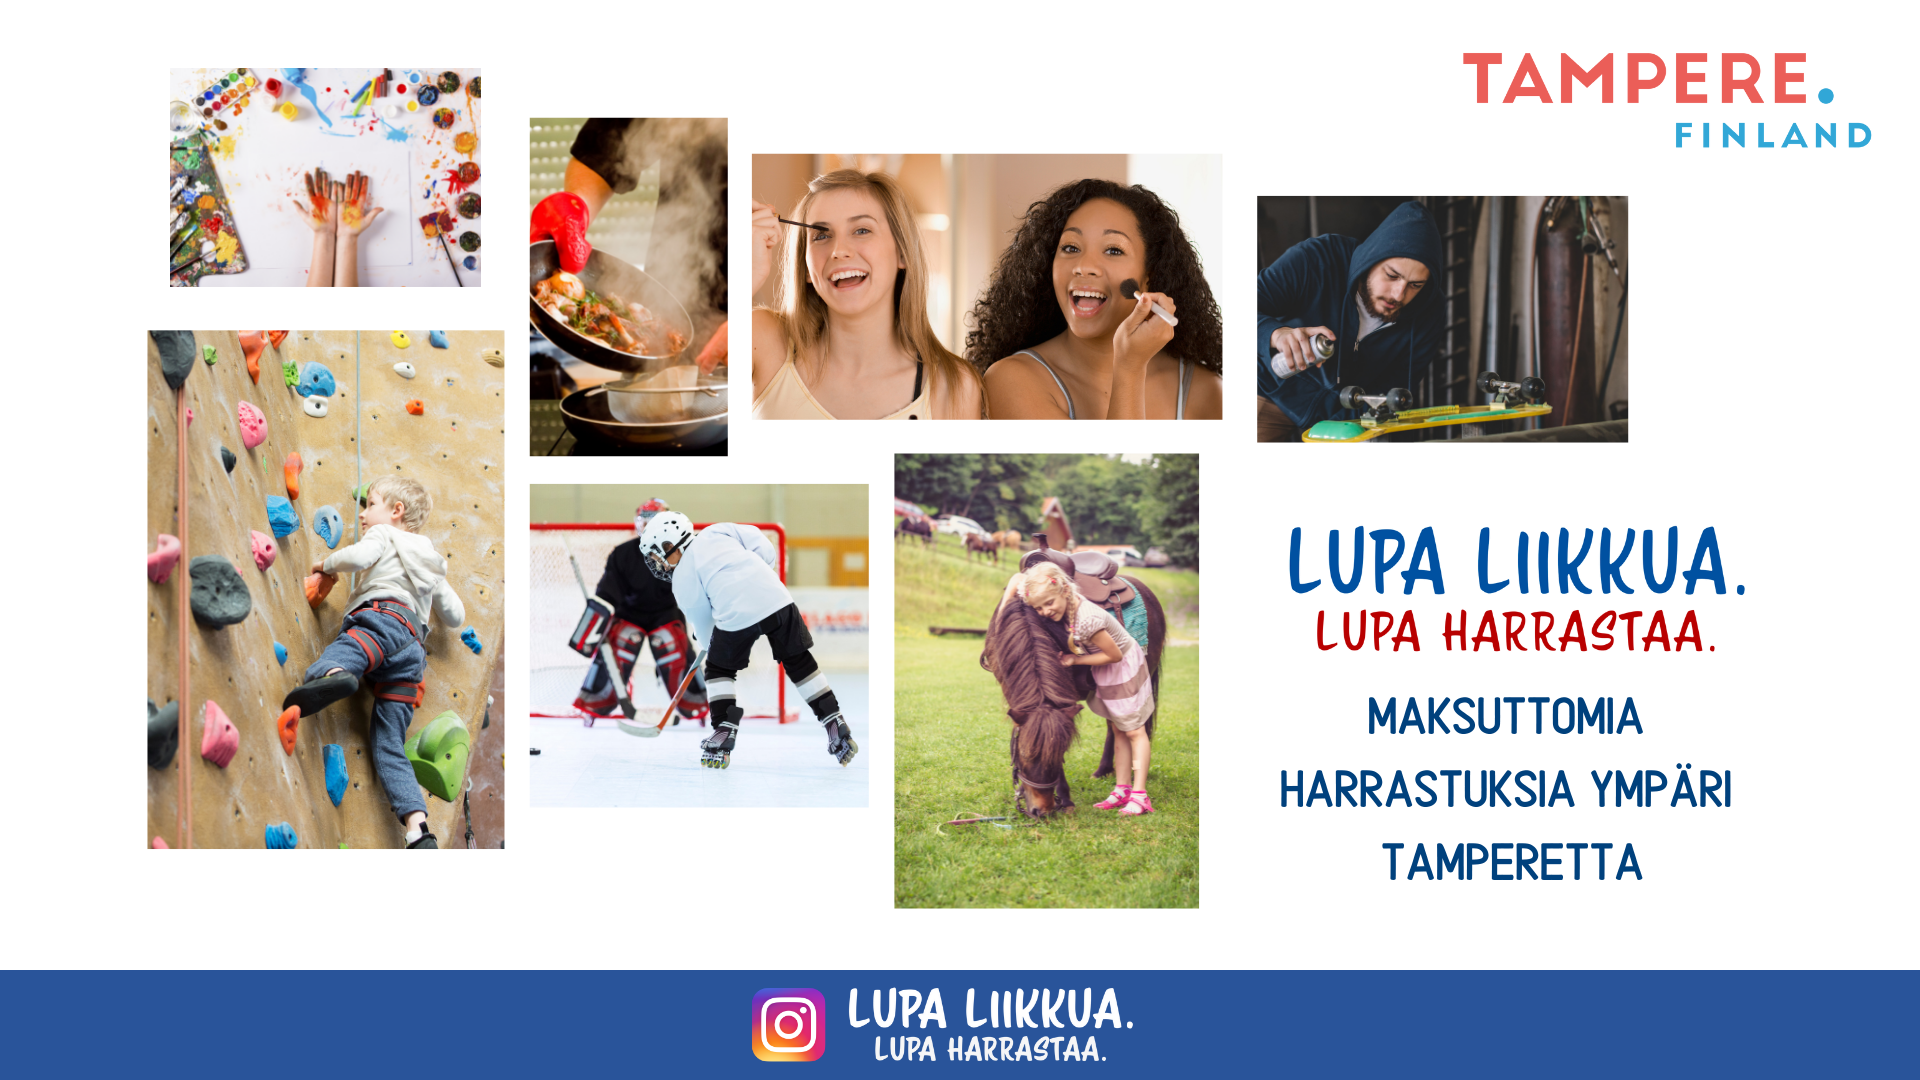 TAMPERE.
FINLAND
LUPA LIIKKUA.
LUPA HARRASTAA.
MAKSUTTOMIA
HARRASTUKSIA YMPÄRI
TAMPERETTA
LUPA LIIKKUA.
LUPA HARRASTAA.